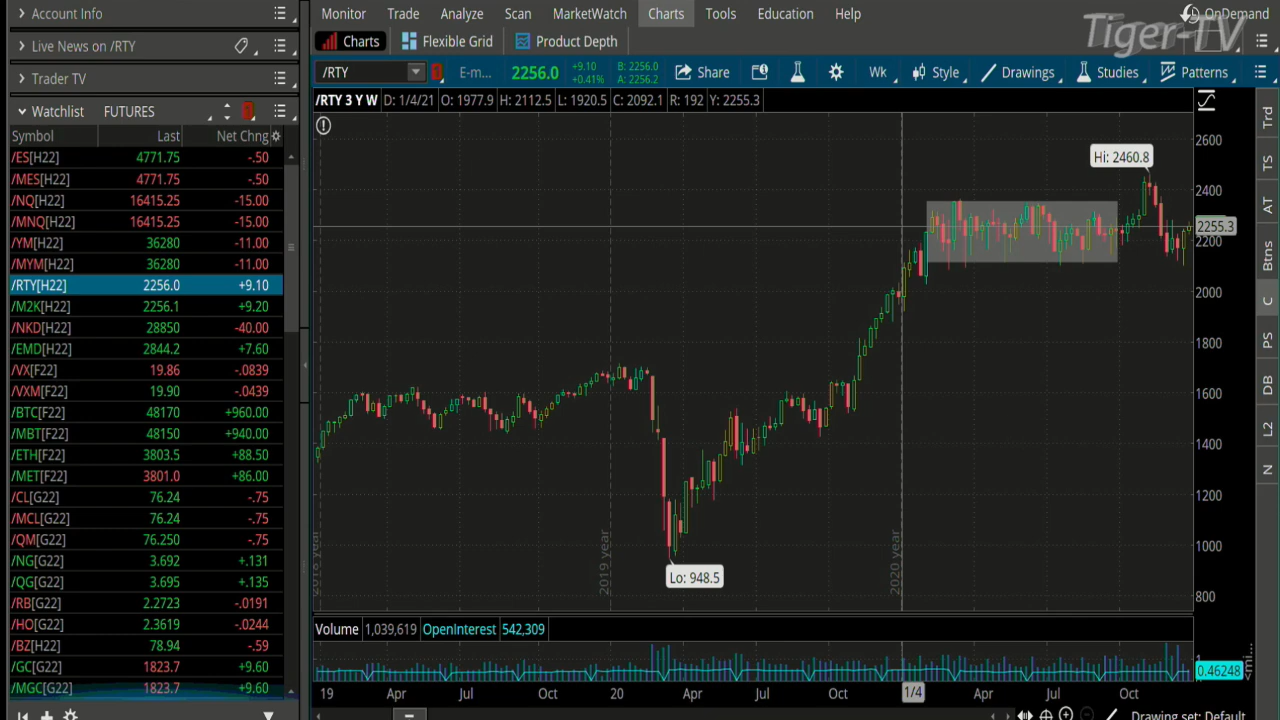 Account Info
Live News on /RTY
Trader TV
Watchlist FUTURES
Symbol Last Net Chng
/ES[H22] 4771.75 -.50
/MES[H22] 4771.75 -.50
/NQ[H22] 16415.25 -15.00
/MNQ[H22] 16415.25 -15.00
/YM[H22] 36280 -11.00
/MYM[H22] 36280 -11.00
/RTY[H22] 2256.0 +9.10
/M2K[H22] 2256.1 +9.20
/NKD[H22] 28850 -40.00
/EMD[H22] 2844.2 +7.60
/VX[F22] 19.86 -.0839
/VXM[F22] 19.90 -.0439
/BTC[F22] 48170 +960.00
/MBT[F22] 48150 +940.00
/ETH[F22] 3803.5 +88.50
/MET[F22] 3801.0 +86.00
/CL[G22] 76.24 -.75
/MCL[G22] 76.24 -.75
/QM[G22] 76.250 -.75
/NG[G22] 3.692 +.131
/QG[G22] 3.695 +.135
/RB[G22] 2.2723 -.0191
/HO[G22] 2.3619 -.0244
/BZ[H22] 78.94 -.59
/GC[G22] 1823.7 +9.60
/MGC[G22] 1823.7 +9.60
Monitor Trade Analyze Scan MarketWatch Charts Tools Education Help OnDemand
Tiger-TV
Charts Flexible Grid Product Depth
/RTY E-m... 2256.0 +9.10 +0.41% B: 2256.0 A: 2256.2 Share Wk Style Drawings Studies Patterns
/RTY 3 Y W D: 1/4/21 O: 1977.9 H: 2112.5 L: 1920.5 C: 2092.1 R: 192 Y: 2255.3
2600
Hi: 2460.8
2400
2255.3
2200
2000
1800
1600
1400
1200
1000
Lo: 948.5
800
2018 year
2019 year
2020 year
Volume 1,039,619 OpenInterest 542,309
1
0.46248
19 Apr Jul Oct 20 Apr Jul Oct 1/4 Apr Jul Oct
Drawing set: Default
Trd
TS
AT
Btns
C
PS
DB
L2
N